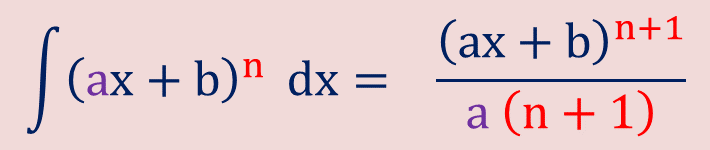 ∫(ax + b)ⁿ dx = (ax + b)ⁿ⁺¹ / a (n + 1)